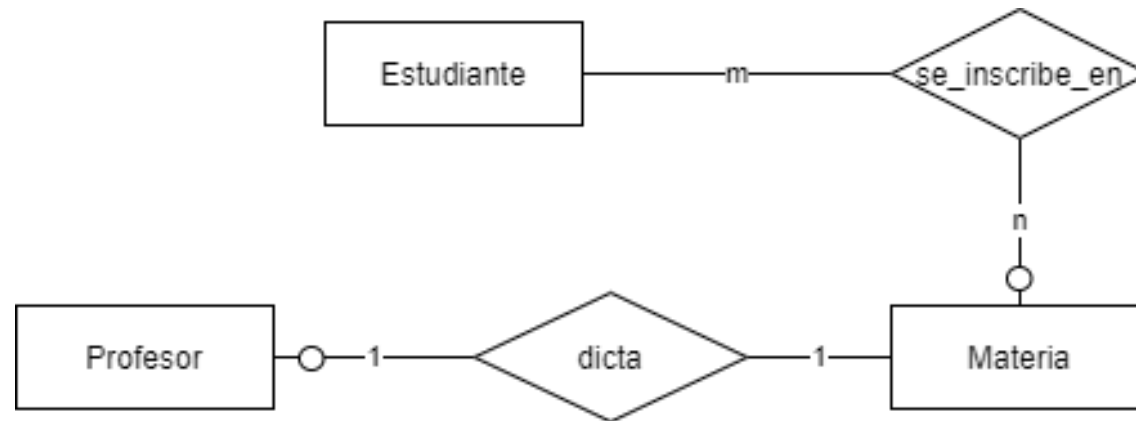 Estudiante
m
se_inscribe_en
n
Profesor
1
dicta
1
Materia